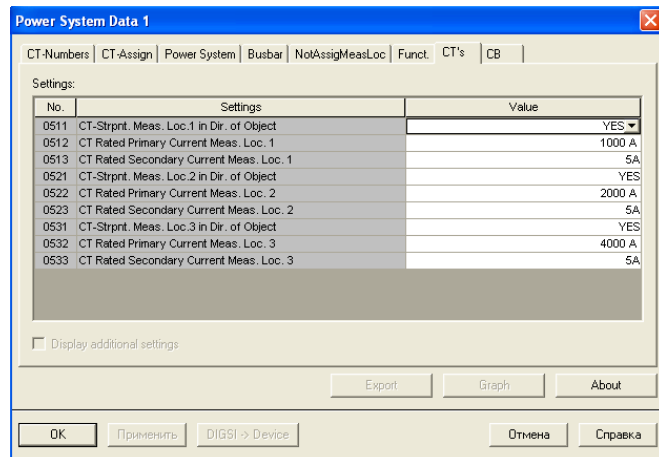 Power System Data 1
CT-Numbers CT-Assign Power System Busbar NotAssigMeasLoc Funct. CT's CB
Settings:
No. Settings Value
0511 CT-Strpnt. Meas. Loc.1 in Dir. of Object YES
0512 CT Rated Primary Current Meas. Loc. 1 1000 A
0513 CT Rated Secondary Current Meas. Loc. 1 5A
0521 CT-Strpnt. Meas. Loc.2 in Dir. of Object YES
0522 CT Rated Primary Current Meas. Loc. 2 2000 A
0523 CT Rated Secondary Current Meas. Loc. 2 5A
0531 CT-Strpnt. Meas. Loc.3 in Dir. of Object YES
0532 CT Rated Primary Current Meas. Loc. 3 4000 A
0533 CT Rated Secondary Current Meas. Loc. 3 5A
Display additional settings
Export Graph About
OK Применить DIGSI -> Device Отмена Справка